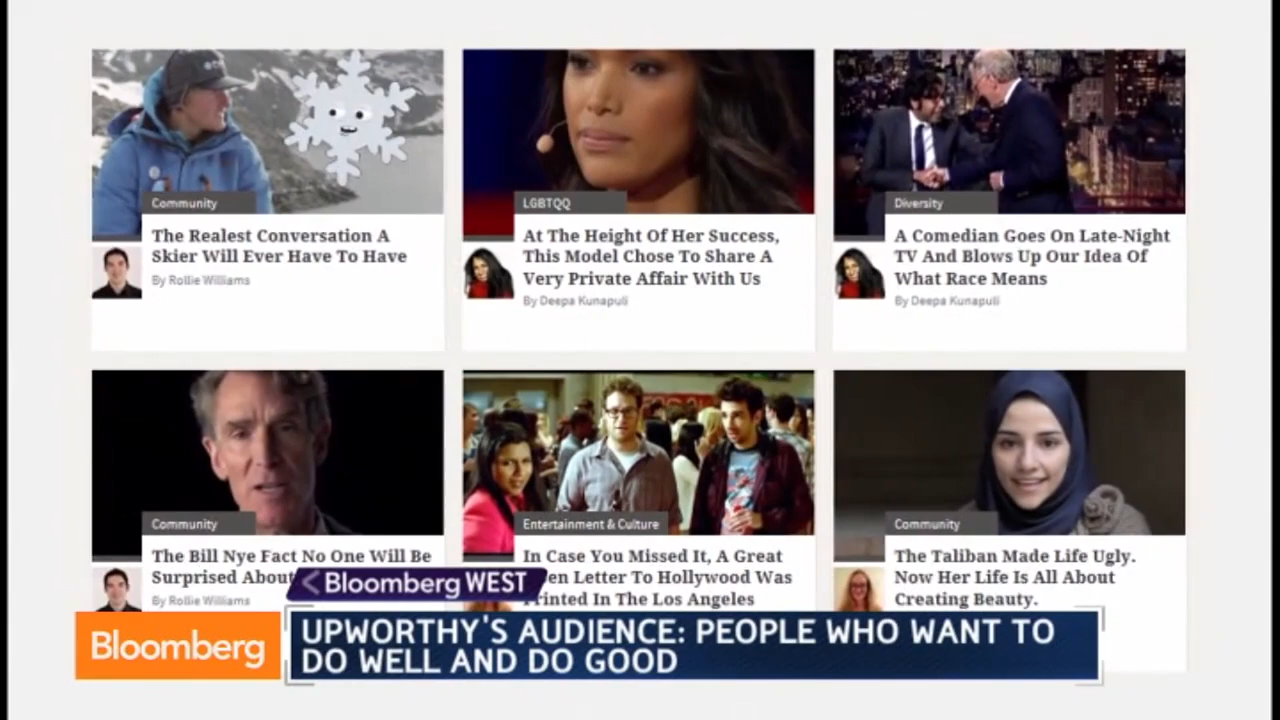 Community
The Realest Conversation A
Skier Will Ever Have To Have
By Rollie Williams
LGBTQQ
At The Height Of Her Success,
This Model Chose To Share A
Very Private Affair With Us
By Deepa Kunapuli
Diversity
A Comedian Goes On Late-Night
TV And Blows Up Our Idea Of
What Race Means
By Deepa Kunapuli
Community
The Bill Nye Fact No One Will Be
Surprised About
By Rollie Williams
Entertainment & Culture
In Case You Missed It, A Great
Letter To Hollywood Was
Printed In The Los Angeles
Community
The Taliban Made Life Ugly.
Now Her Life Is All About
Creating Beauty.
<Bloomberg WEST
Bloomberg
UPWORTHY'S AUDIENCE: PEOPLE WHO WANT TO
DO WELL AND DO GOOD